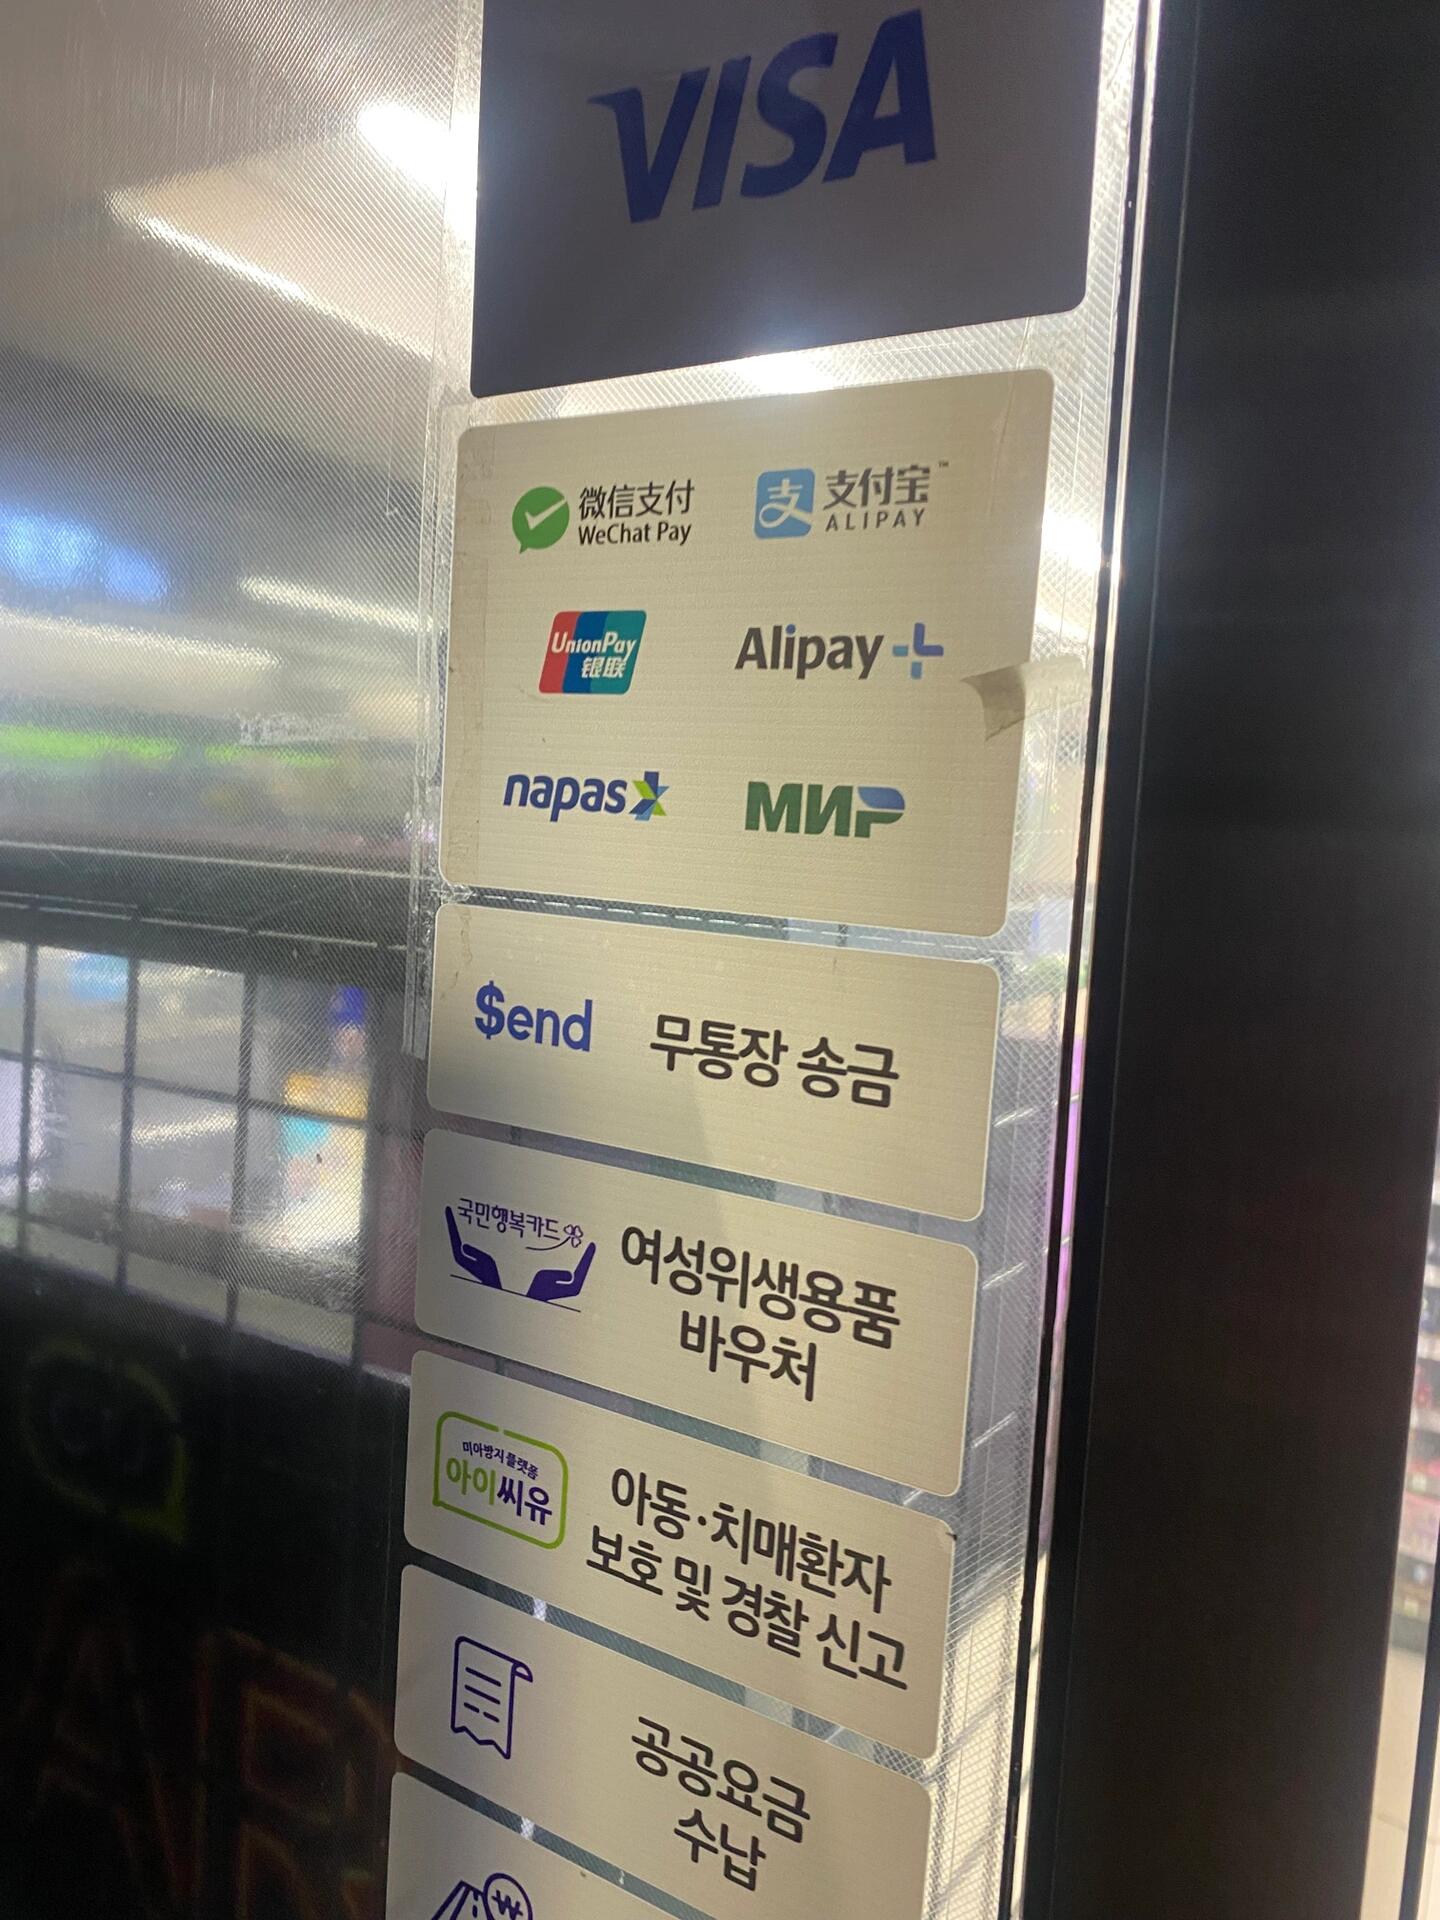 VISA
微信支付
WeChat Pay
支付宝™
ALIPAY
UnionPay
银联
Alipay+
napas
МИР
$end
무통장 송금
국민행복카드
여성위생용품
바우처
미아방지플랫폼
아이씨유
아동·치매환자
보호 및 경찰 신고
공공요금
수납
₩